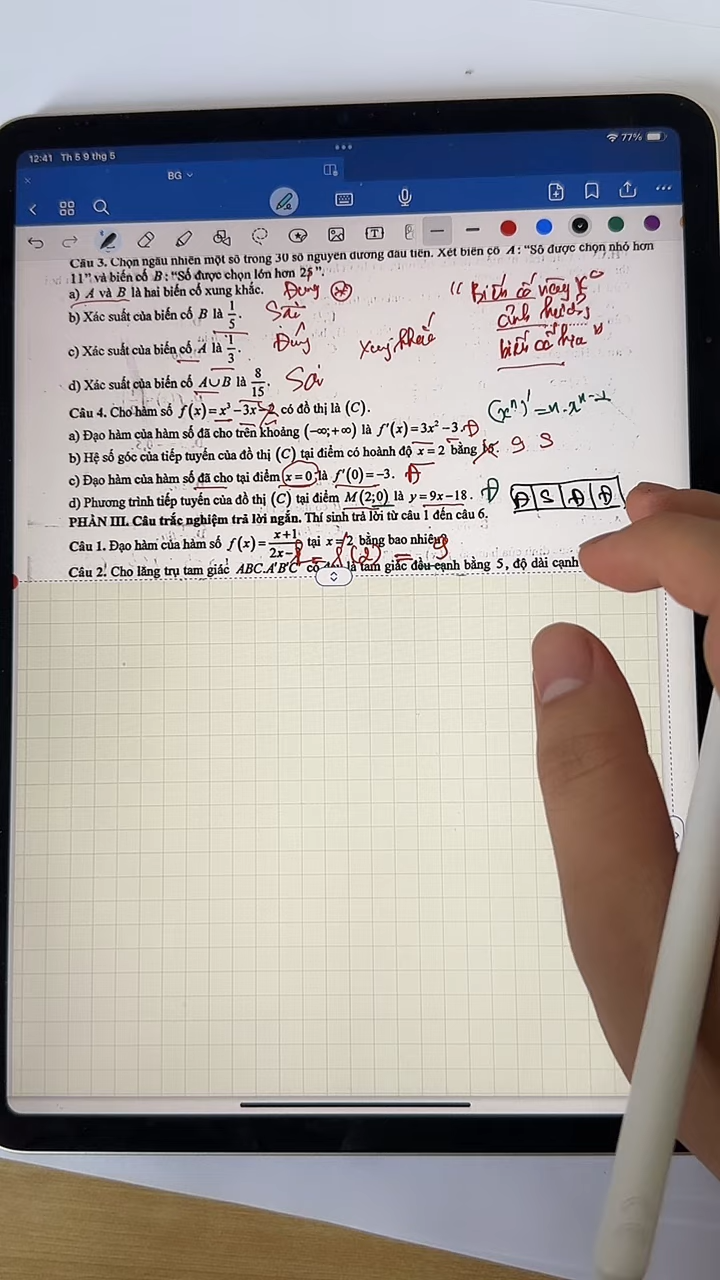 12:41 Th 5 9 thg 5
77%
BG
Câu 3. Chọn ngẫu nhiên một số trong 30 số nguyên dương đầu tiên. Xét biến cố A: "Số được chọn nhỏ hơn
11" và biến cố B: "Số được chọn lớn hơn 25".
a) A và B là hai biến cố xung khắc. Đúng
"Biến cố này
b) Xác suất của biến cố B là 1/5. Sai
ảnh hưởng
c) Xác suất của biến cố A là 1/3. Đúng Xung khắc
biến cố kia"
d) Xác suất của biến cố A∪B là 8/15. Sai
Câu 4. Cho hàm số f(x)=x³-3x-2 có đồ thị là (C).
a) Đạo hàm của hàm số đã cho trên khoảng (-∞;+∞) là f'(x)=3x²-3. Đ
b) Hệ số góc của tiếp tuyến của đồ thị (C) tại điểm có hoành độ x=2 bằng 9 S
c) Đạo hàm của hàm số đã cho tại điểm x=0 là f'(0)=-3. Đ
d) Phương trình tiếp tuyến của đồ thị (C) tại điểm M(2;0) là y=9x-18. Đ
Đ S Đ Đ
PHẦN III. Câu trắc nghiệm trả lời ngắn. Thí sinh trả lời từ câu 1 đến câu 6.
Câu 1. Đạo hàm của hàm số tại x=2 bằng bao nhiêu
Câu 2. Cho lăng trụ tam giác ABC.A'B'C' có là tam giác đều cạnh bằng 5, độ dài cạnh